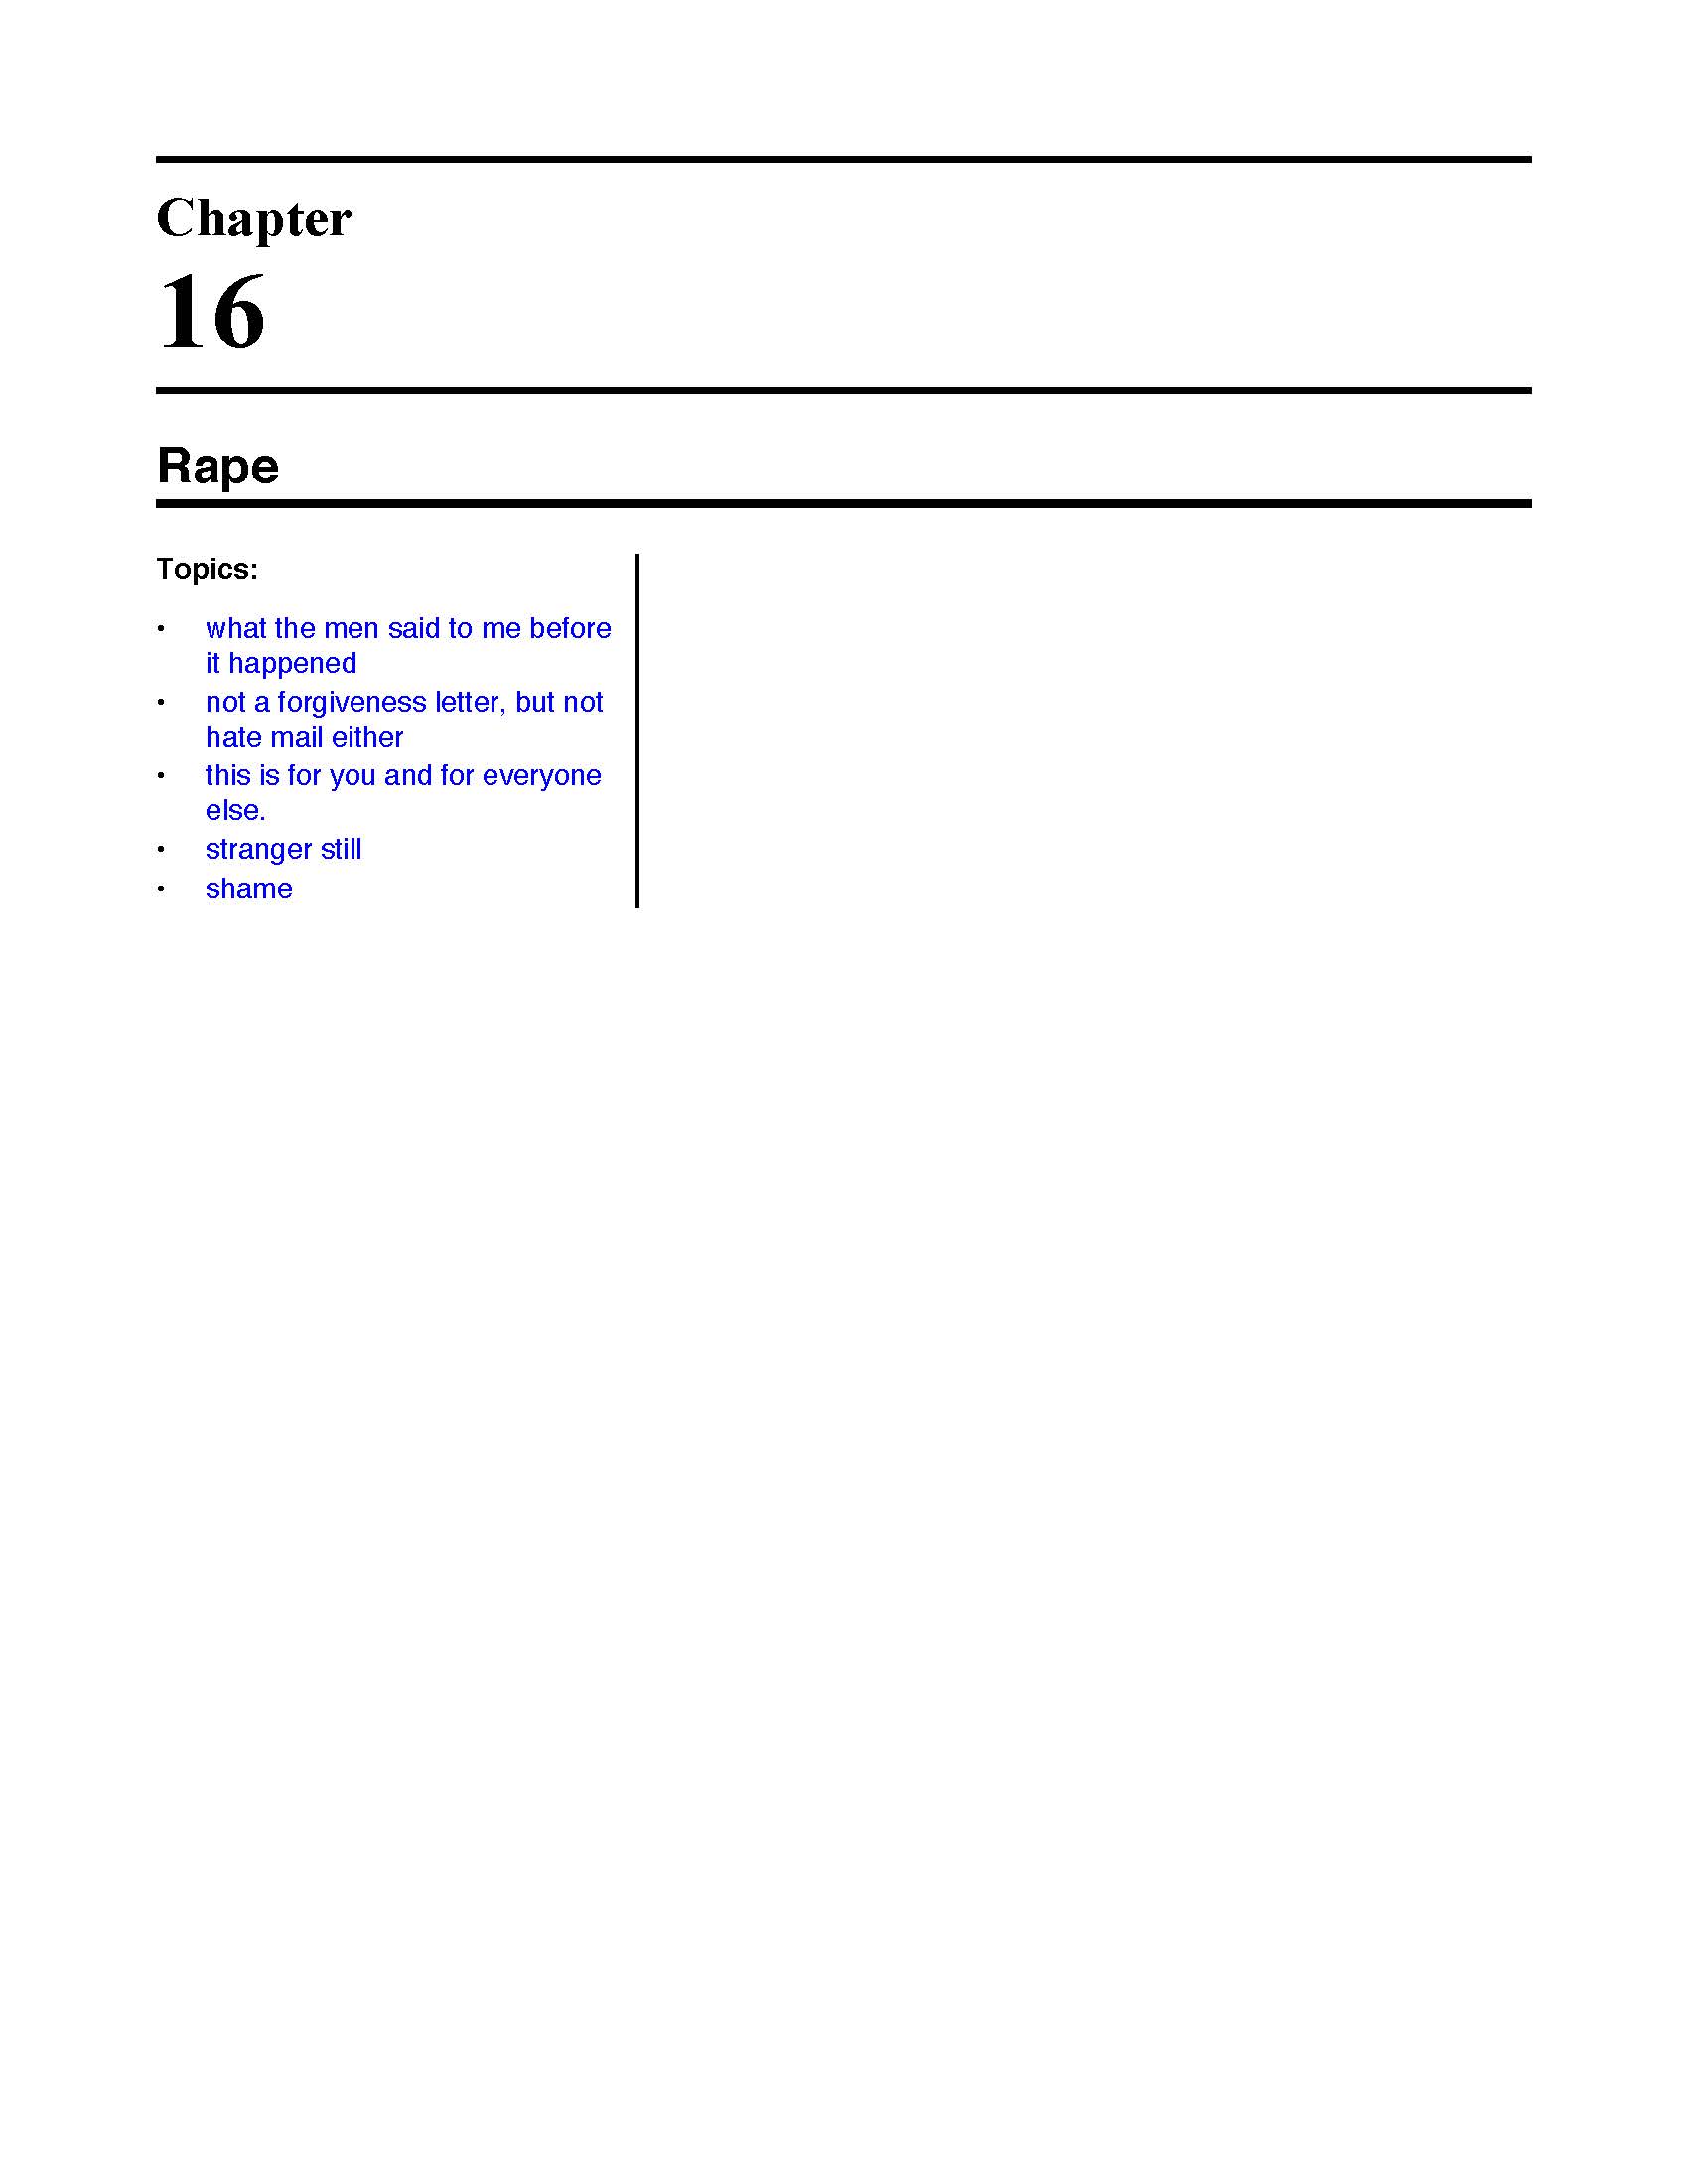 Chapter
16
Rape
Topics:
• what the men said to me before
it happened
• not a forgiveness letter, but not
hate mail either
• this is for you and for everyone
else.
• stranger still
• shame